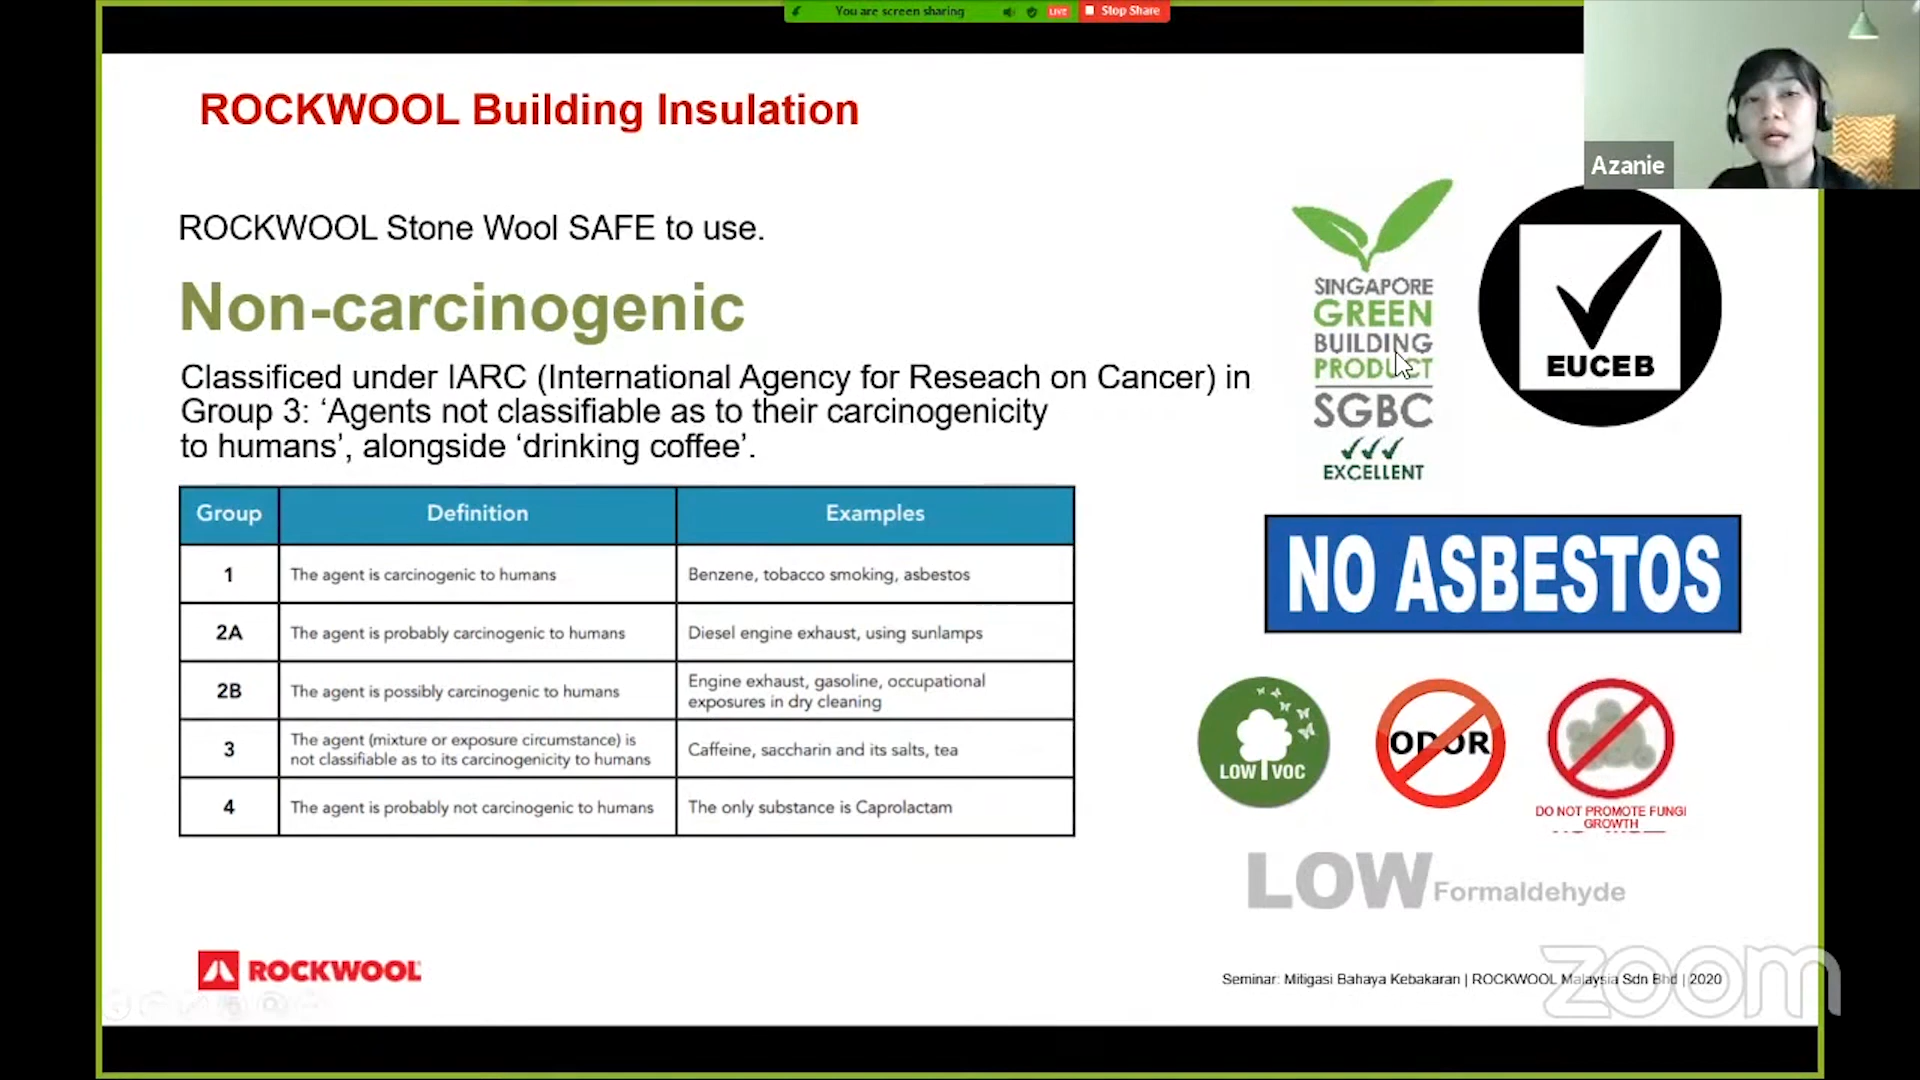 You are screen sharing
LIVE
Stop Share
Azanie
ROCKWOOL Building Insulation
ROCKWOOL Stone Wool SAFE to use.
Non-carcinogenic
Classificed under IARC (International Agency for Reseach on Cancer) in
Group 3: ‘Agents not classifiable as to their carcinogenicity
to humans’, alongside ‘drinking coffee’.
Group Definition Examples
1 The agent is carcinogenic to humans Benzene, tobacco smoking, asbestos
2A The agent is probably carcinogenic to humans Diesel engine exhaust, using sunlamps
2B The agent is possibly carcinogenic to humans Engine exhaust, gasoline, occupational
exposures in dry cleaning
3 The agent (mixture or exposure circumstance) is
not classifiable as to its carcinogenicity to humans Caffeine, saccharin and its salts, tea
4 The agent is probably not carcinogenic to humans The only substance is Caprolactam
SINGAPORE
GREEN
BUILDING
PRODUCT
SGBC
EXCELLENT
EUCEB
NO ASBESTOS
LOW VOC
ODOR
DO NOT PROMOTE FUNGI
GROWTH
LOW Formaldehyde
ROCKWOOL
Seminar: Mitigasi Bahaya Kebakaran | ROCKWOOL Malaysia Sdn Bhd | 2020
zoom